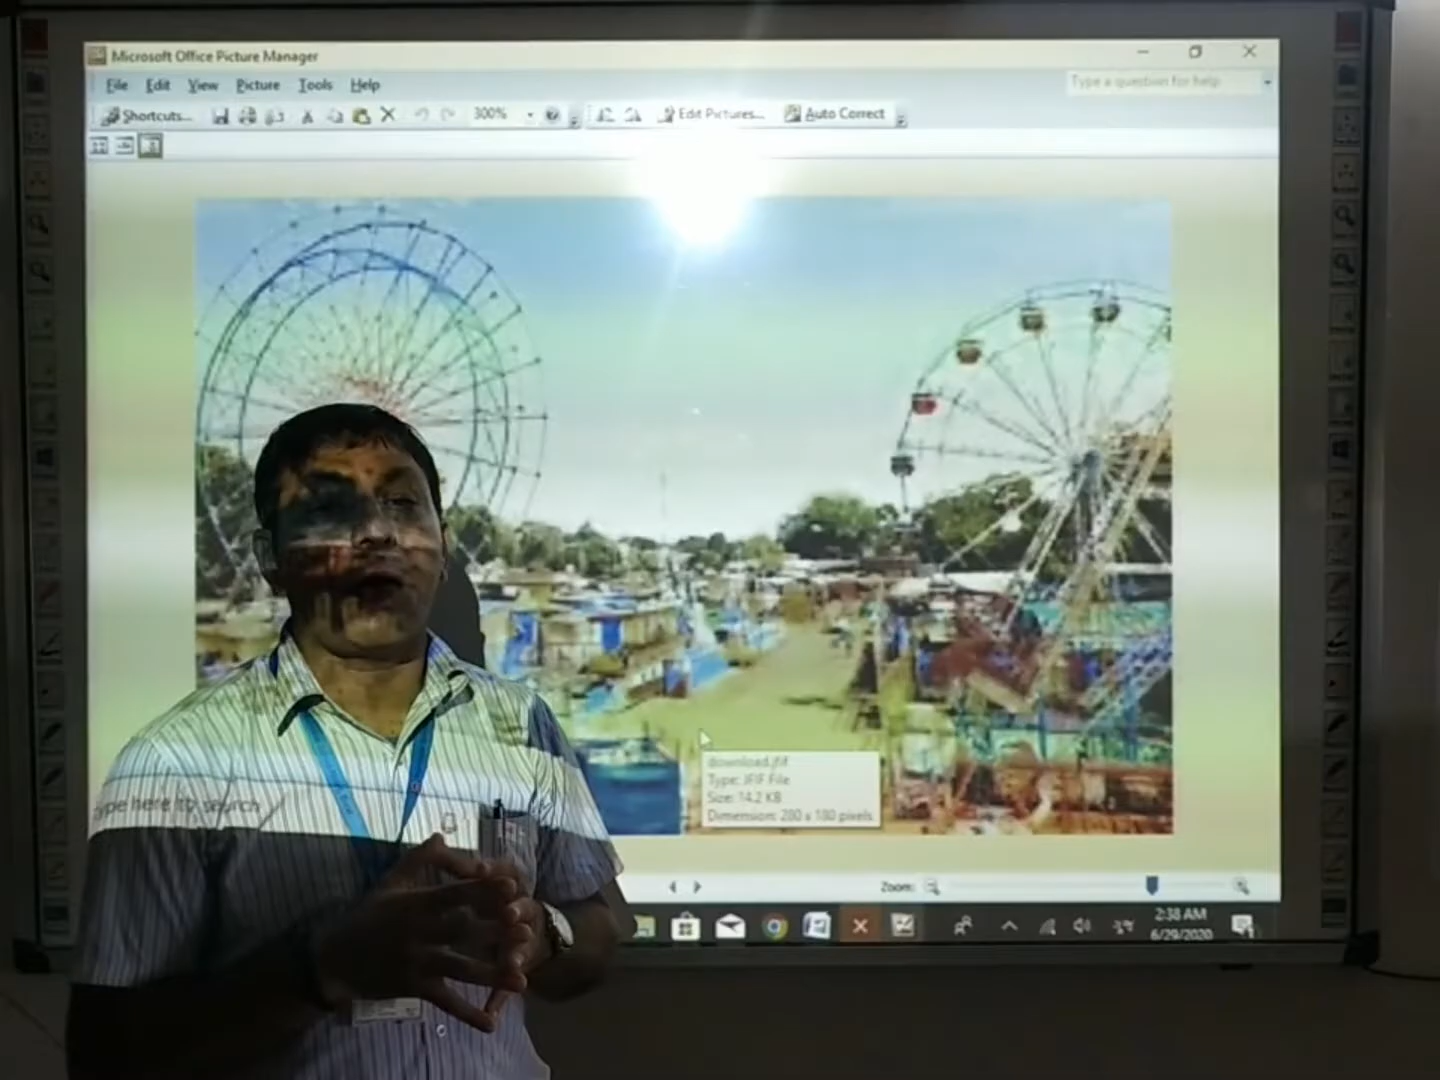 Microsoft Office Picture Manager
File Edit View Picture Tools Help
Type a question for help
Shortcuts... 300% Edit Pictures... Auto Correct
download.jfif
Type: JFIF File
Size: 14.2 KB
Dimension: 280 x 180 pixels
Type here to search
Zoom:
2:38 AM
6/29/2020